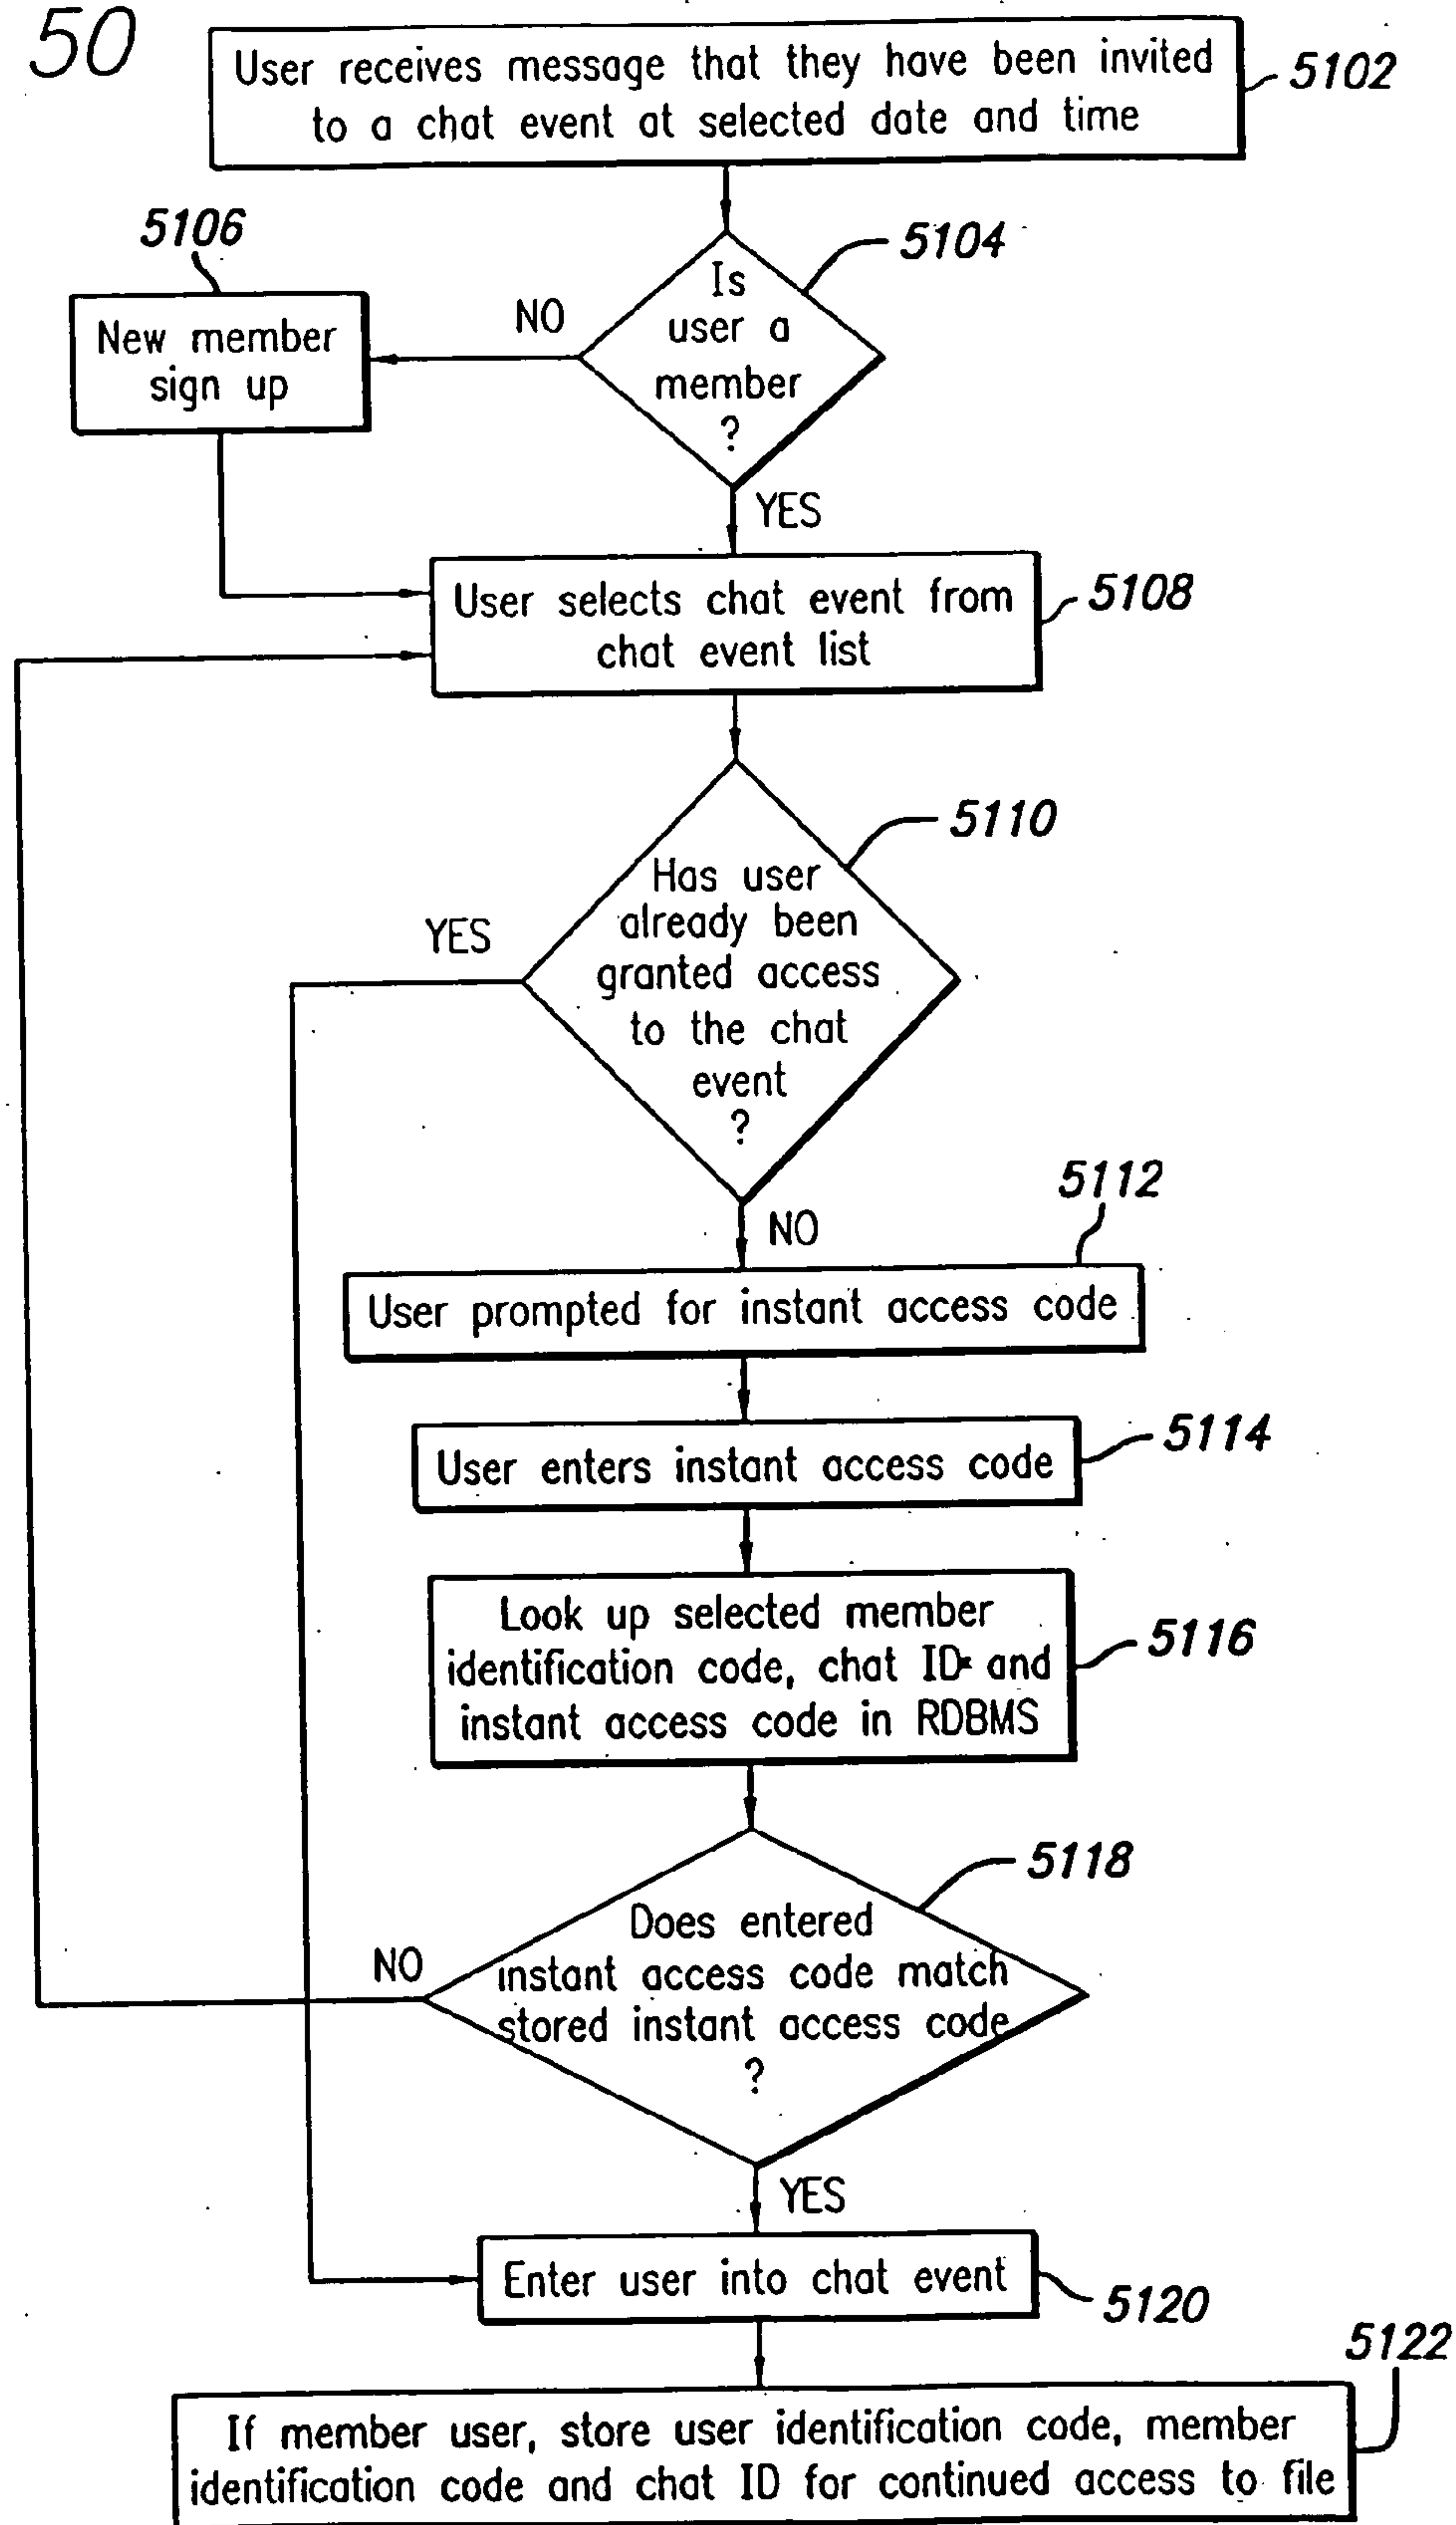 50
User receives message that they have been invited
to a chat event at selected date and time
5102
5106
5104
Is
user a
member
?
NO
New member
sign up
YES
User selects chat event from
chat event list
5108
5110
Has user
already been
granted access
to the chat
event
?
YES
NO
5112
User prompted for instant access code
User enters instant access code
5114
Look up selected member
identification code, chat ID and
instant access code in RDBMS
5116
5118
Does entered
instant access code match
stored instant access code
?
NO
YES
Enter user into chat event
5120
5122
If member user, store user identification code, member
identification code and chat ID for continued access to file